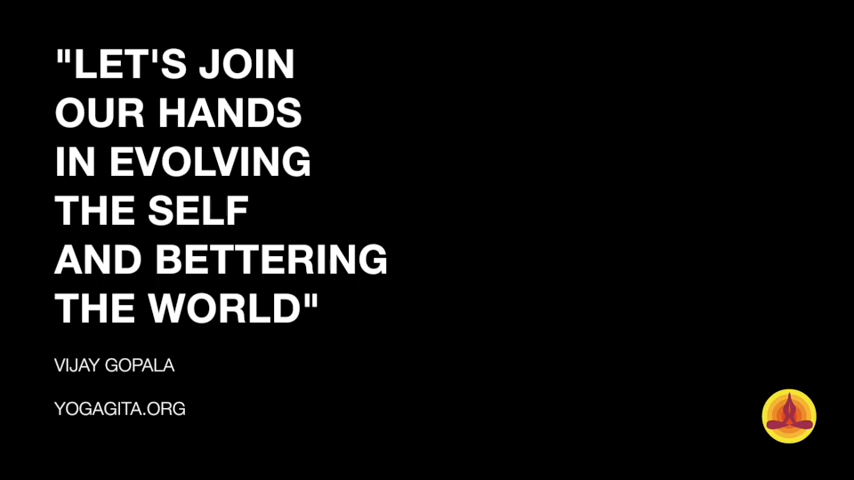 "LET'S JOIN
OUR HANDS
IN EVOLVING
THE SELF
AND BETTERING
THE WORLD"
VIJAY GOPALA
YOGAGITA.ORG